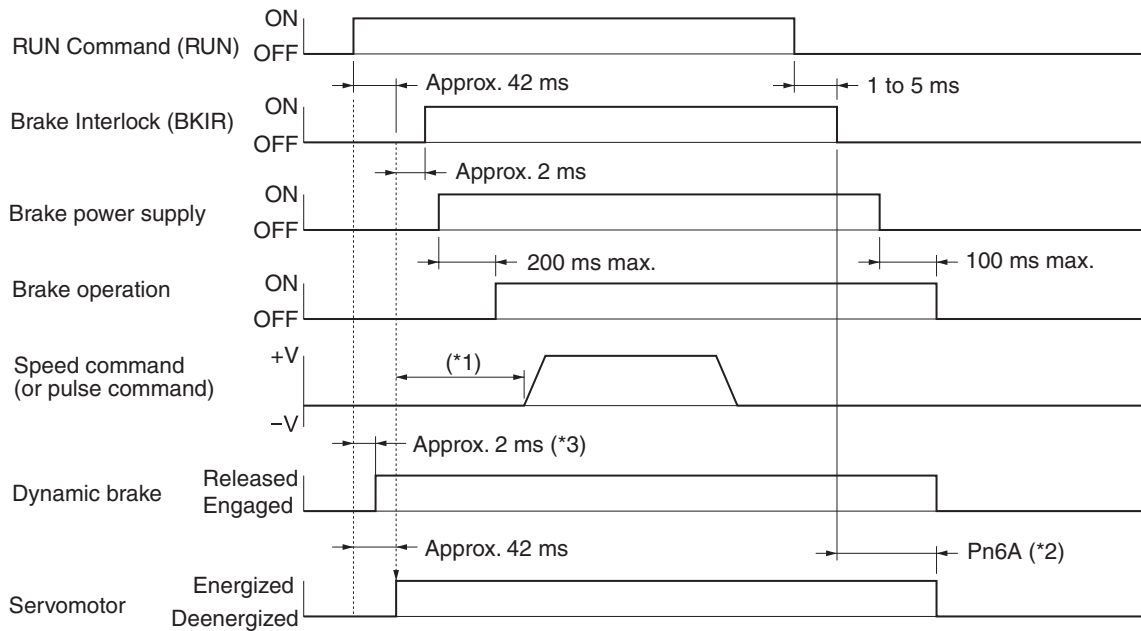 RUN Command (RUN)
ON
OFF
Approx. 42 ms
1 to 5 ms
Brake Interlock (BKIR)
ON
OFF
Approx. 2 ms
Brake power supply
ON
OFF
200 ms max.
100 ms max.
Brake operation
ON
OFF
Speed command
(or pulse command)
+V
−V
(*1)
Approx. 2 ms (*3)
Dynamic brake
Released
Engaged
Approx. 42 ms
Pn6A (*2)
Servomotor
Energized
Deenergized